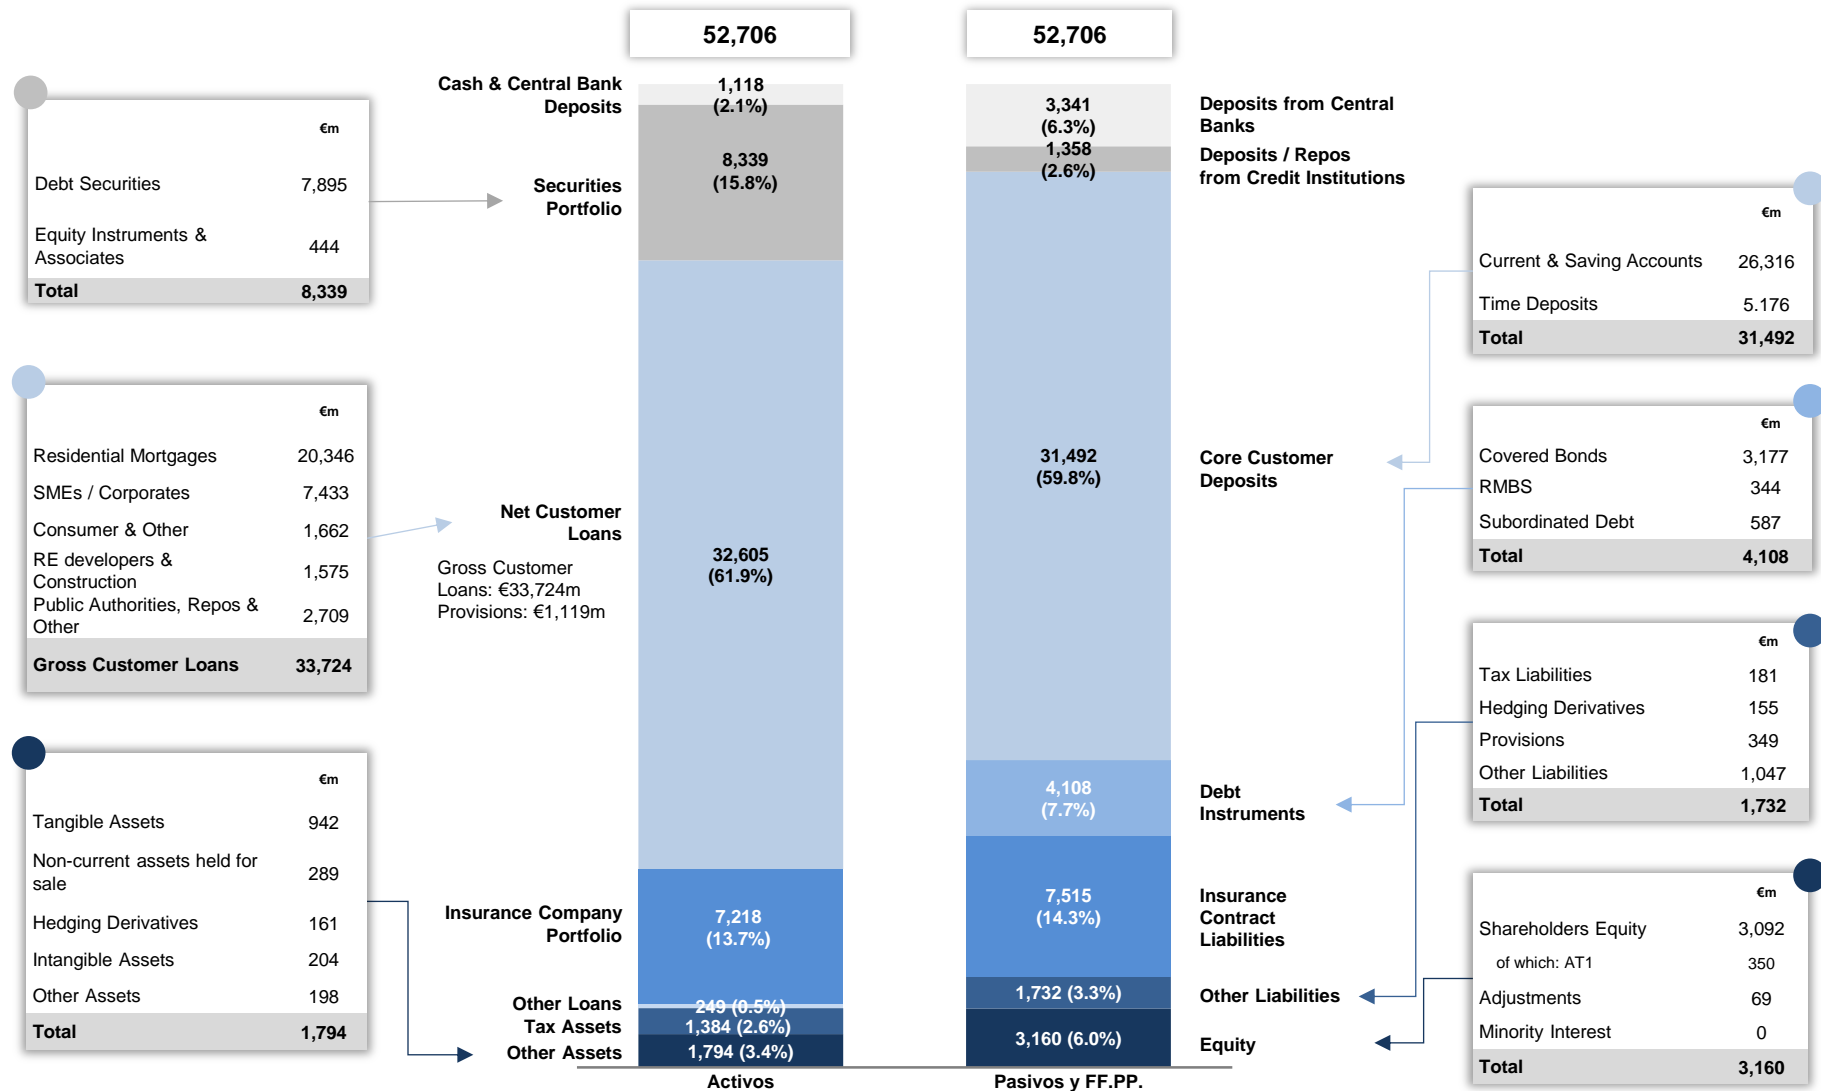 52,706
52,706
€m
Debt Securities 7,895
Equity Instruments &
Associates
444
Total 8,339
€m
Residential Mortgages 20,346
SMEs / Corporates 7,433
Consumer & Other 1,662
RE developers &
Construction
1,575
Public Authorities, Repos &
Other
2,709
Gross Customer Loans 33,724
€m
Tangible Assets 942
Non-current assets held for
sale
289
Hedging Derivatives 161
Intangible Assets 204
Other Assets 198
Total 1,794
Cash & Central Bank
Deposits
Securities
Portfolio
Net Customer
Loans
Gross Customer
Loans: €33,724m
Provisions: €1,119m
Insurance Company
Portfolio
Other Loans
Tax Assets
Other Assets
1,118
(2.1%)
8,339
(15.8%)
32,605
(61.9%)
7,218
(13.7%)
249 (0.5%)
1,384 (2.6%)
1,794 (3.4%)
Activos
3,341
(6.3%)
1,358
(2.6%)
31,492
(59.8%)
4,108
(7.7%)
7,515
(14.3%)
1,732 (3.3%)
3,160 (6.0%)
Pasivos y FF.PP.
Deposits from Central
Banks
Deposits / Repos
from Credit Institutions
Core Customer
Deposits
Debt
Instruments
Insurance
Contract
Liabilities
Other Liabilities
Equity
€m
Current & Saving Accounts 26,316
Time Deposits 5.176
Total 31,492
€m
Covered Bonds 3,177
RMBS 344
Subordinated Debt 587
Total 4,108
€m
Tax Liabilities 181
Hedging Derivatives 155
Provisions 349
Other Liabilities 1,047
Total 1,732
€m
Shareholders Equity 3,092
of which: AT1 350
Adjustments 69
Minority Interest 0
Total 3,160